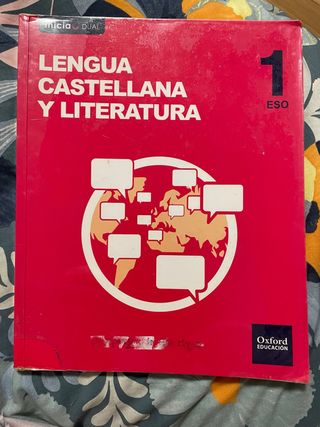 inicia DUAL
LENGUA
CASTELLANA
Y LITERATURA
1
ESO
Oxford
EDUCACIÓN